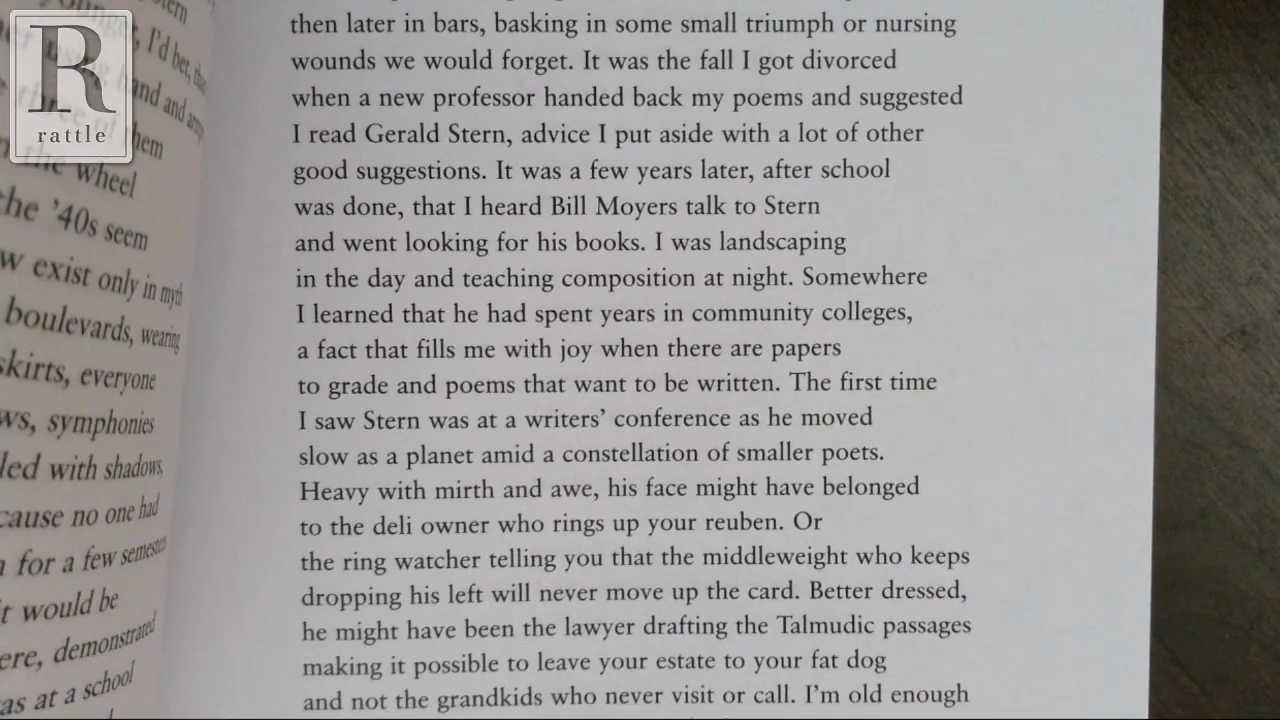 R
rattle
I'd bet,
hand and
three of them
the wheel
the ’40s seem
exist only in myth
boulevards, wearing
skirts, everyone
symphonies
with shadows,
no one had
for a few semesters
it would be
demonstrated
was at a school
then later in bars, basking in some small triumph or nursing
wounds we would forget. It was the fall I got divorced
when a new professor handed back my poems and suggested
I read Gerald Stern, advice I put aside with a lot of other
good suggestions. It was a few years later, after school
was done, that I heard Bill Moyers talk to Stern
and went looking for his books. I was landscaping
in the day and teaching composition at night. Somewhere
I learned that he had spent years in community colleges,
a fact that fills me with joy when there are papers
to grade and poems that want to be written. The first time
I saw Stern was at a writers’ conference as he moved
slow as a planet amid a constellation of smaller poets.
Heavy with mirth and awe, his face might have belonged
to the deli owner who rings up your reuben. Or
the ring watcher telling you that the middleweight who keeps
dropping his left will never move up the card. Better dressed,
he might have been the lawyer drafting the Talmudic passages
making it possible to leave your estate to your fat dog
and not the grandkids who never visit or call. I’m old enough